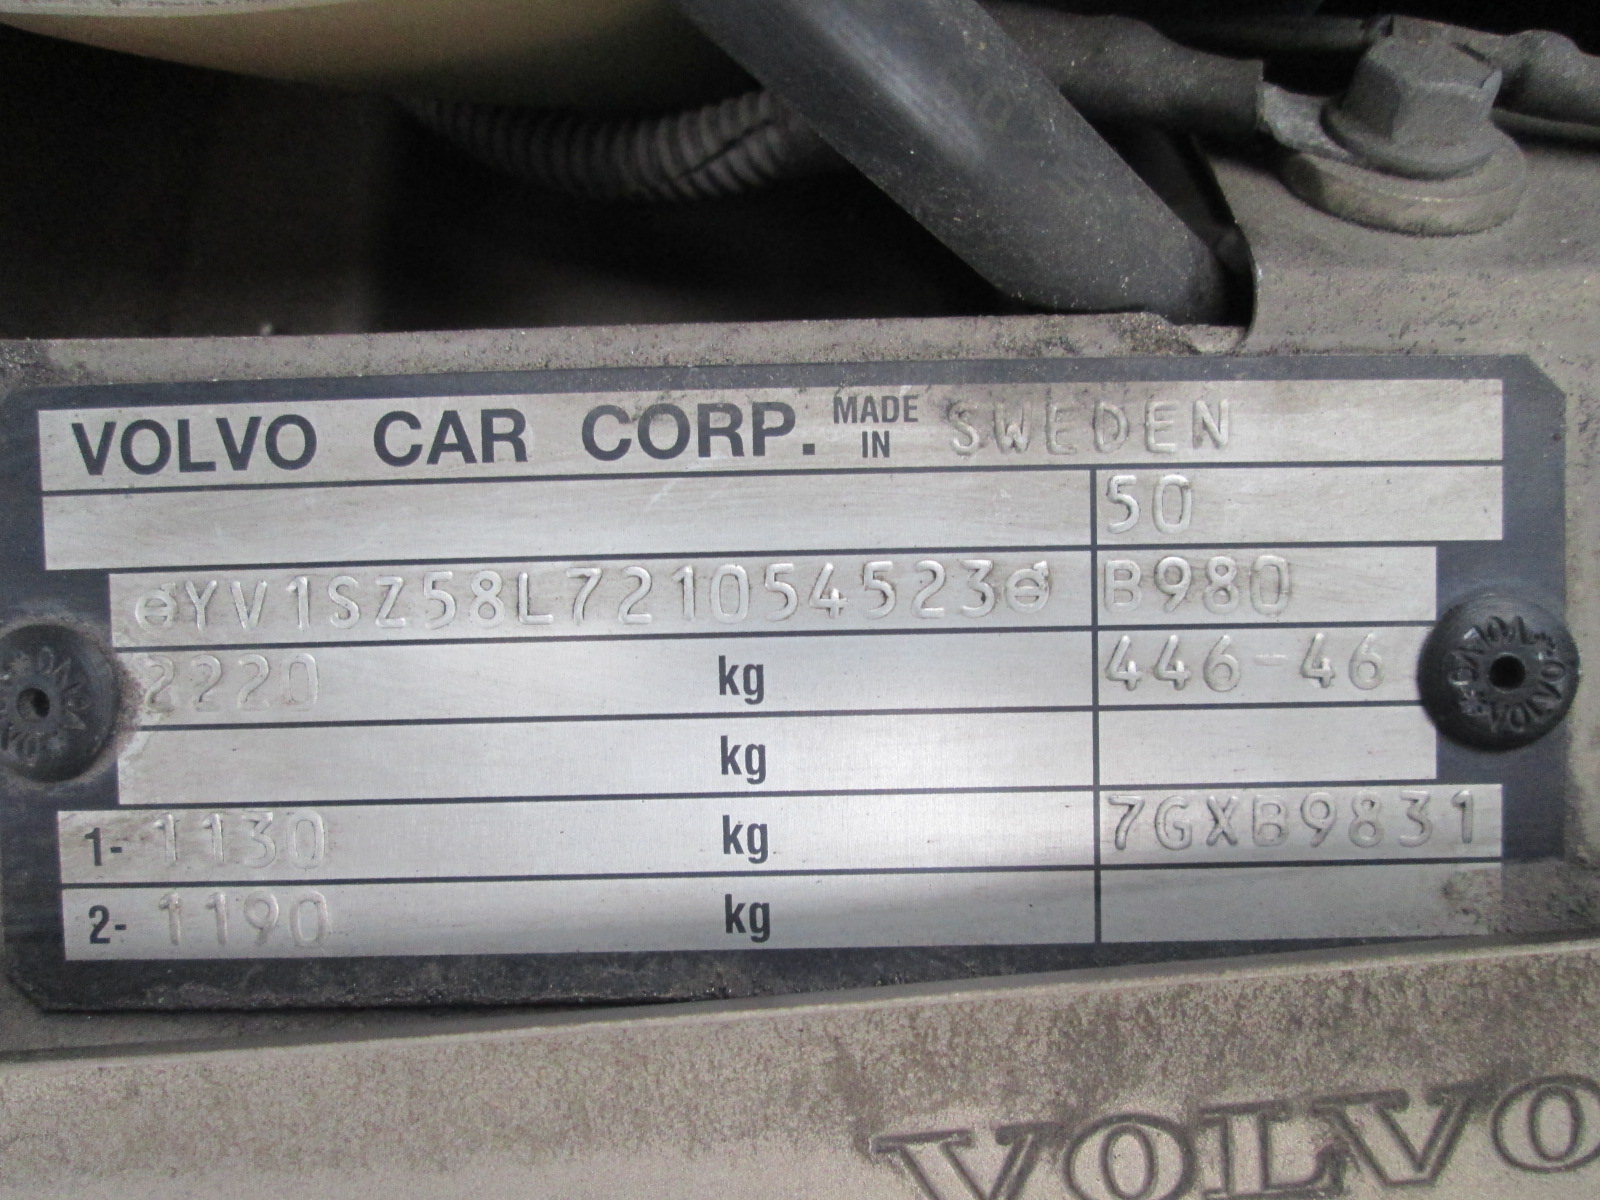 VOLVO CAR CORP. MADE IN SWEDEN
50
YV1SZ58L721054523 B980
2220 kg 446-46
kg
1- 1130 kg 7GXB9831
2- 1190 kg
VOLVO